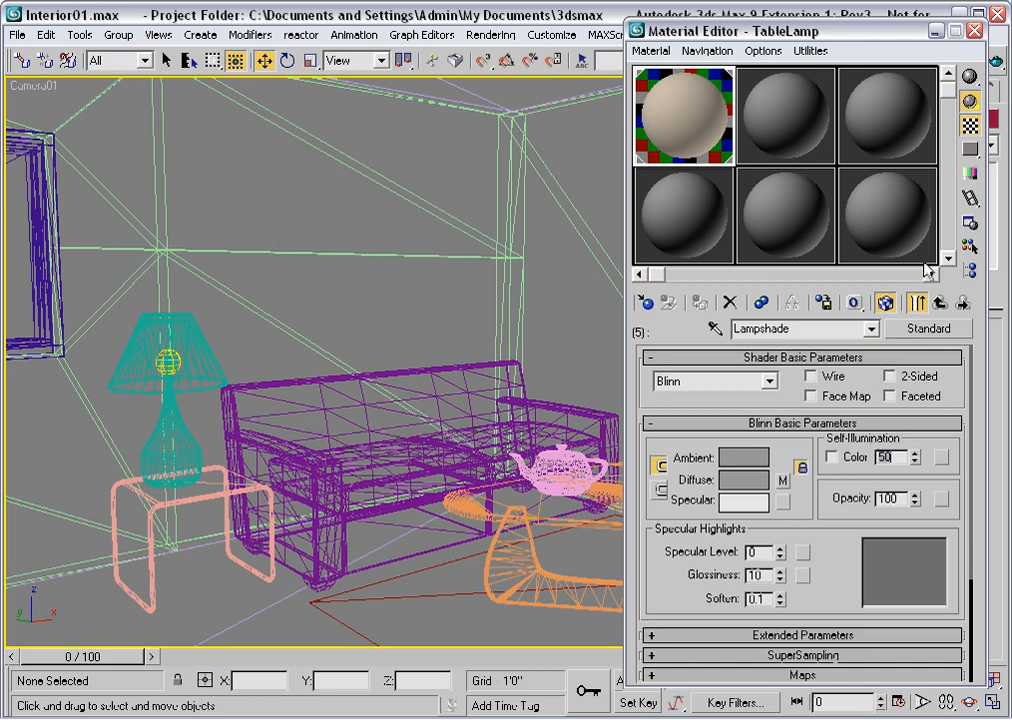 Interior01.max - Project Folder: C:\Documents and Settings\Admin\My Documents\3dsmax Autodesk 3ds Max 9 Extension 1: Rev3 Not for
File Edit Tools Group Views Create Modifiers reactor Animation Graph Editors Rendering Customize MAXScr
All View ABC
Camera01
z
y x
Material Editor - TableLamp
Material Navigation Options Utilities
0
(5): Lampshade Standard
- Shader Basic Parameters
Blinn Wire 2-Sided
Face Map Faceted
- Blinn Basic Parameters
Self-Illumination
Ambient: Color 50
Diffuse: M
Specular: Opacity: 100
Specular Highlights
Specular Level: 0
Glossiness: 10
Soften: 0.1
+ Extended Parameters
+ SuperSampling
+ Maps
< 0 / 100 >
None Selected X: Y: Z: Grid = 1'0"
Click and drag to select and move objects Add Time Tag Set Key Key Filters... 0